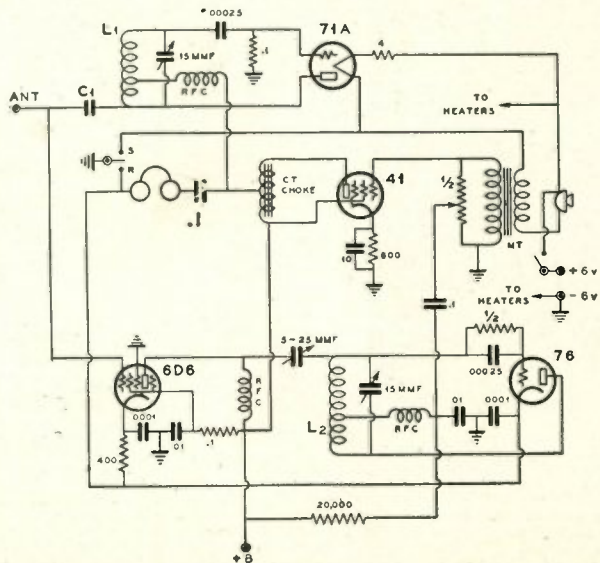 .00025
71A
L1
15 MMF
.1
4
RFC
ANT
C1
TO HEATERS
S
R
CT CHOKE
41
1/2
MT
.1
10
800
+6V
TO HEATERS
-6V
.1
1/2
3~25 MMF
76
6D6
RFC
15 MMF
.00025
.0001
.01
.1
400
L2
RFC
.01
.0001
20,000
+B